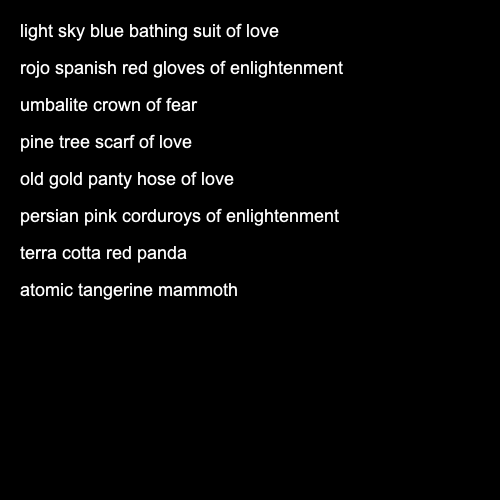 light sky blue bathing suit of love
rojo spanish red gloves of enlightenment
umbalite crown of fear
pine tree scarf of love
old gold panty hose of love
persian pink corduroys of enlightenment
terra cotta red panda
atomic tangerine mammoth